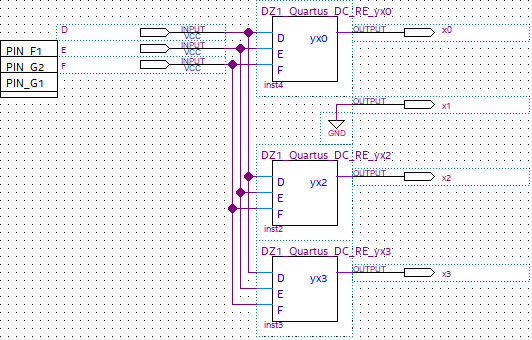 DZ1_Quartus_DC_RE_yx0
D
INPUT
VCC
OUTPUT
x0
D
yx0
PIN_F1
E
INPUT
VCC
E
PIN_G2
F
INPUT
VCC
F
PIN_G1
inst4
OUTPUT
x1
GND
DZ1_Quartus_DC_RE_yx2
OUTPUT
x2
D
yx2
E
F
inst2
DZ1_Quartus_DC_RE_yx3
OUTPUT
x3
D
yx3
E
F
inst3